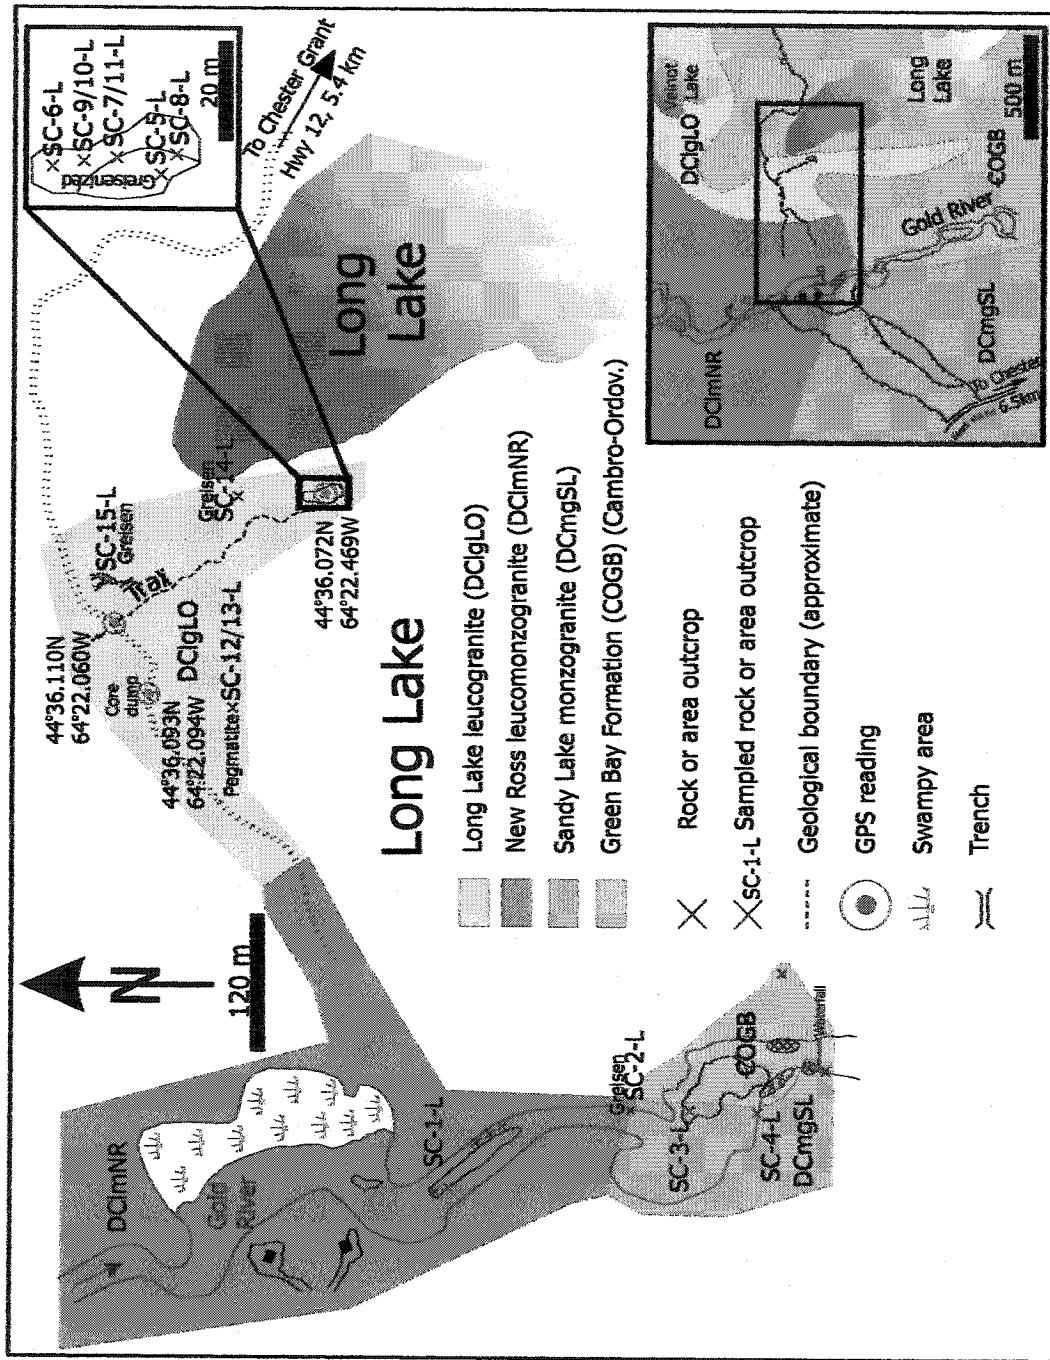 DClmNR
Gold
River
SC-1-L
Greisen
SC-2-L
SC-3-L
COGB
SC-4-L
DCmgSL
Waterfall
N
120 m
44°36.110N
64°22.060W
Core
dump
44°36.093N
64°22.094W
DClgLO
Pegmatite×SC-12/13-L
SC-15-L
Greisen
Trax
Greisen
SC-14-L
44°36.072N
64°22.469W
Long
Lake
SC-6-L
SC-9/10-L
SC-7/11-L
SC-5-L
SC-8-L
Greisenized
20 m
To Chester Grant
Hwy 12, 5.4 km
Long Lake
Long Lake leucogranite (DClgLO)
New Ross leucomonzogranite (DClmNR)
Sandy Lake monzogranite (DCmgSL)
Green Bay Formation (COGB) (Cambro-Ordov.)
Rock or area outcrop
SC-1-L Sampled rock or area outcrop
Geological boundary (approximate)
GPS reading
Swampy area
Trench
DClmNR
DClgLO
Walnot
Lake
Long
Lake
COGB
Gold River
DCmgSL
To Chester
6.5km
500 m